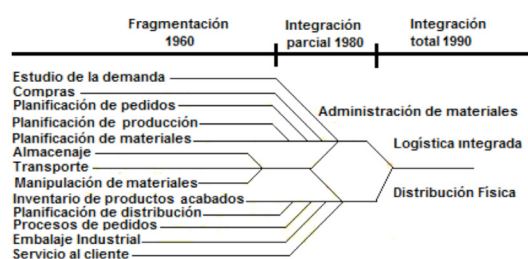 Fragmentación
1960
Integración
parcial 1980
Integración
total 1990
Estudio de la demanda
Compras
Planificación de pedidos
Planificación de producción
Planificación de materiales
Almacenaje
Transporte
Manipulación de materiales
Inventario de productos acabados
Planificación de distribución
Procesos de pedidos
Embalaje Industrial
Servicio al cliente
Administración de materiales
Logística integrada
Distribución Física